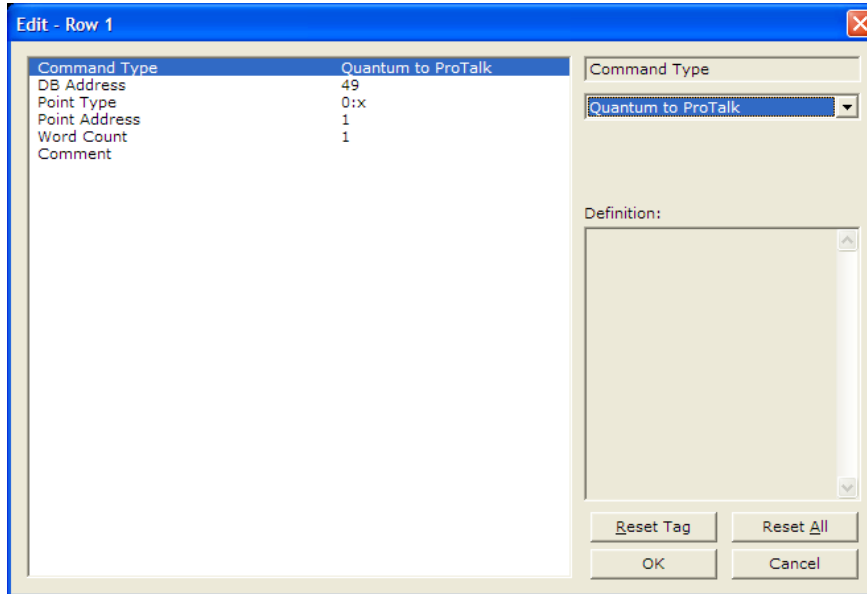 Edit - Row 1
Command Type Quantum to ProTalk
DB Address 49
Point Type 0:x
Point Address 1
Word Count 1
Comment
Command Type
Quantum to ProTalk
Definition:
Reset Tag Reset All
OK Cancel